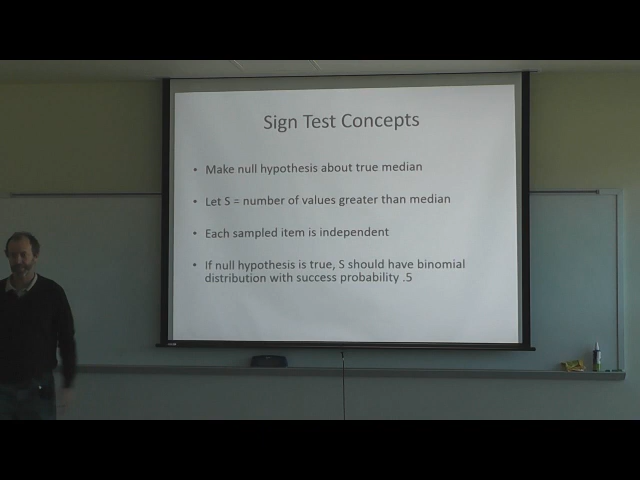 Sign Test Concepts
• Make null hypothesis about true median
• Let S = number of values greater than median
• Each sampled item is independent
• If null hypothesis is true, S should have binomial
distribution with success probability .5